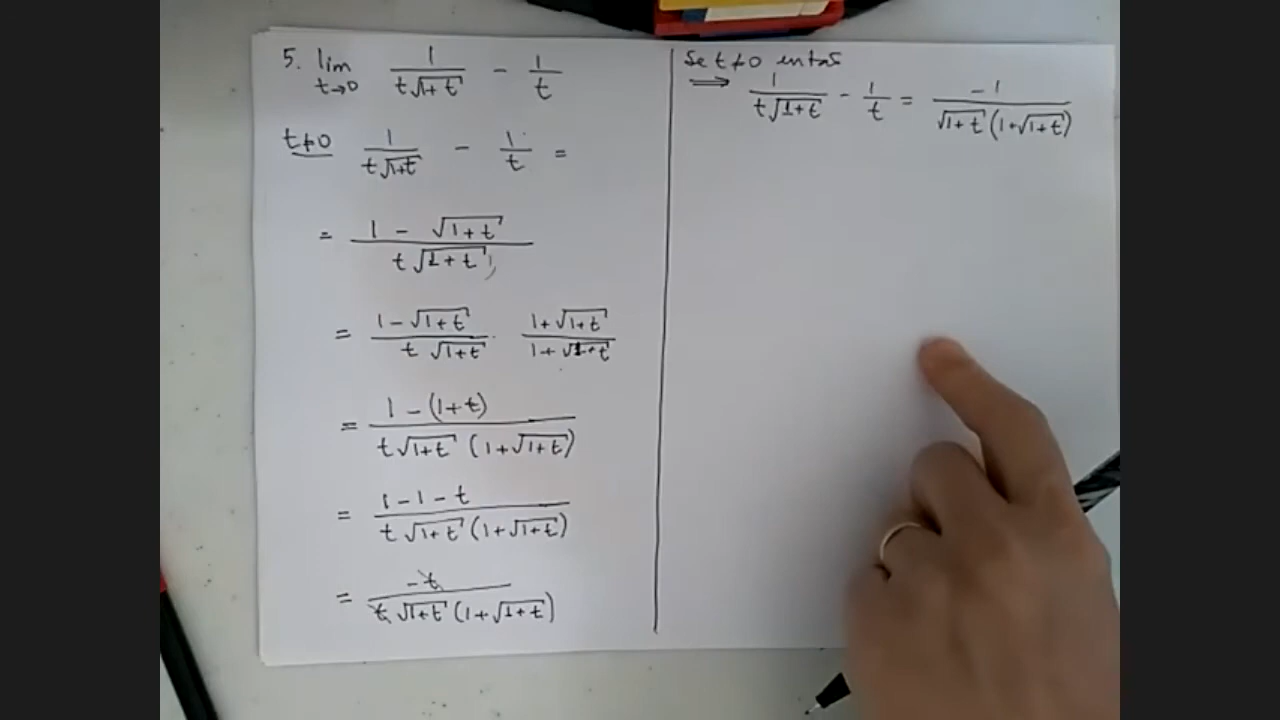 5. lim t→0 1/(t√(1+t)) - 1/t
t≠0 1/(t√(1+t)) - 1/t =
= (1 - √(1+t))/(t√(1+t))
= (1-√(1+t))/(t√(1+t)) · (1+√(1+t))/(1+√(1+t))
= (1-(1+t))/(t√(1+t) (1+√(1+t)))
= (1-1-t)/(t√(1+t) (1+√(1+t)))
= -t/(t√(1+t) (1+√(1+t)))
Se t≠0 então
⇒ 1/(t√(1+t)) - 1/t = -1/(√(1+t) (1+√(1+t)))